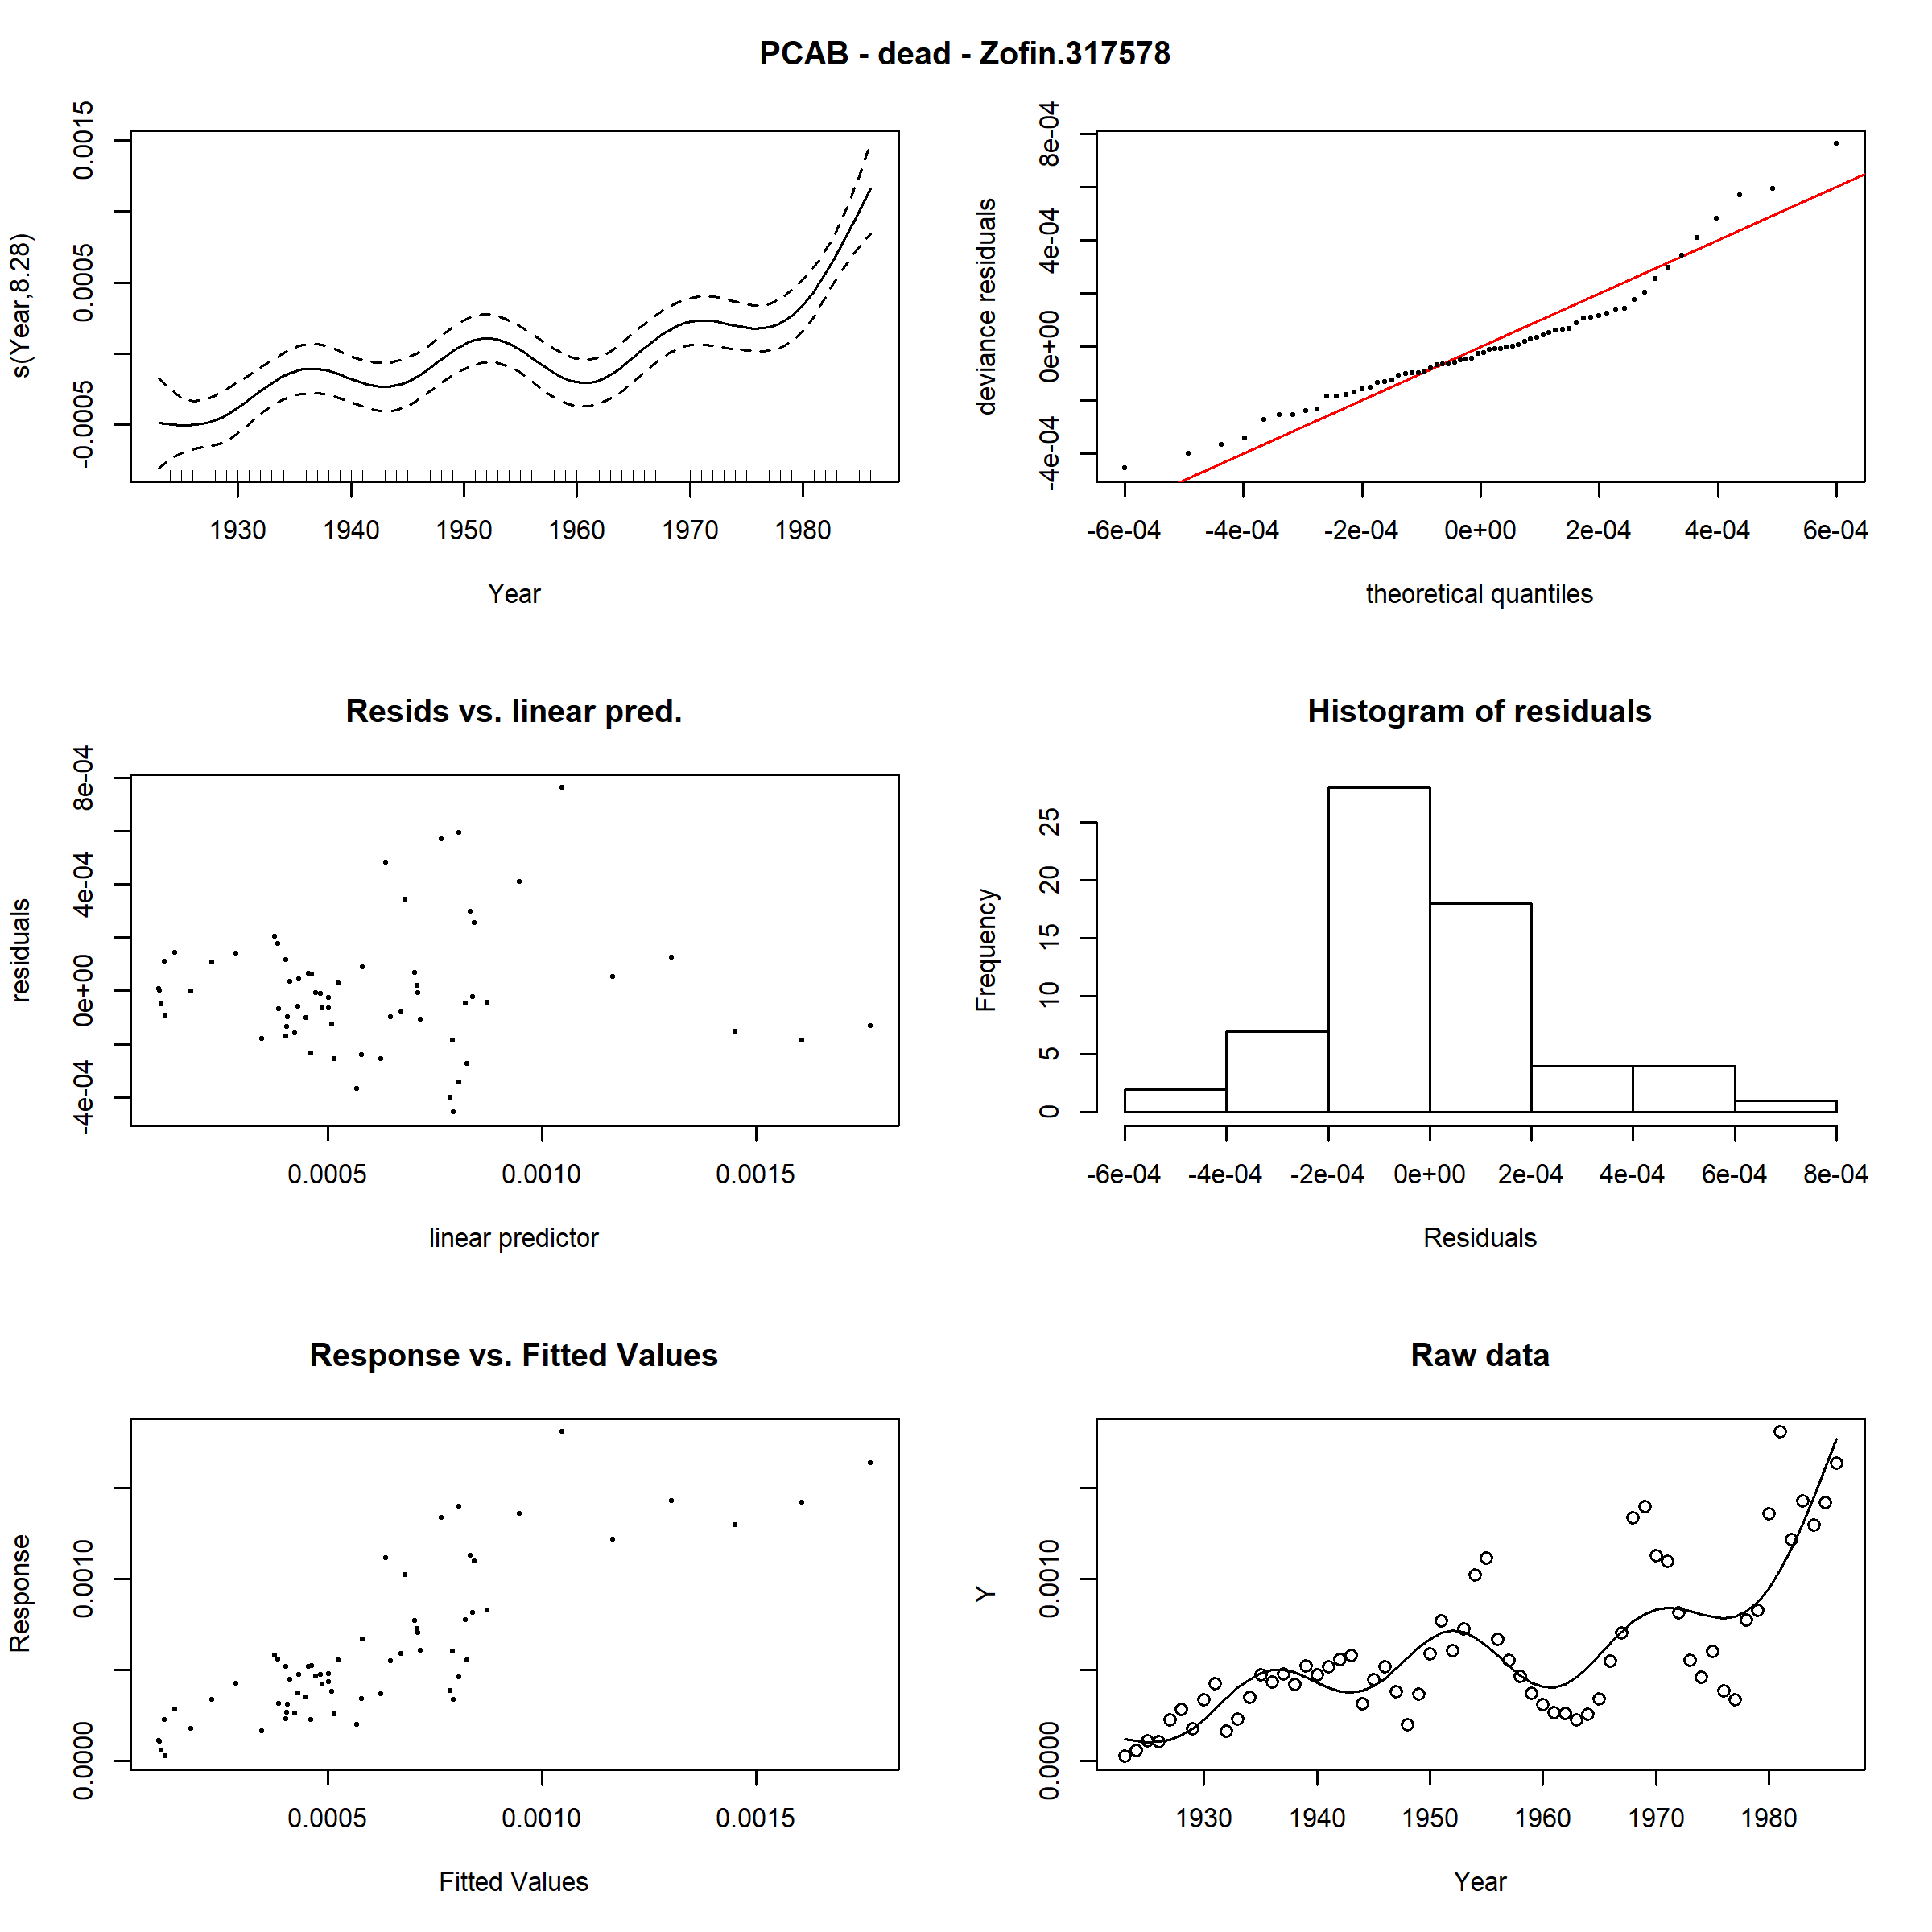 PCAB - dead - Zofin.317578
s(Year,8.28)
-0.0005 0.0005 0.0015
1930 1940 1950 1960 1970 1980
Year
deviance residuals
-4e-04 0e+00 4e-04 8e-04
-6e-04 -4e-04 -2e-04 0e+00 2e-04 4e-04 6e-04
theoretical quantiles
Resids vs. linear pred.
residuals
-4e-04 0e+00 4e-04 8e-04
0.0005 0.0010 0.0015
linear predictor
Histogram of residuals
Frequency
0 5 10 15 20 25
-6e-04 -4e-04 -2e-04 0e+00 2e-04 4e-04 6e-04 8e-04
Residuals
Response vs. Fitted Values
Response
0.0000 0.0010
0.0005 0.0010 0.0015
Fitted Values
Raw data
Y
0.0000 0.0010
1930 1940 1950 1960 1970 1980
Year